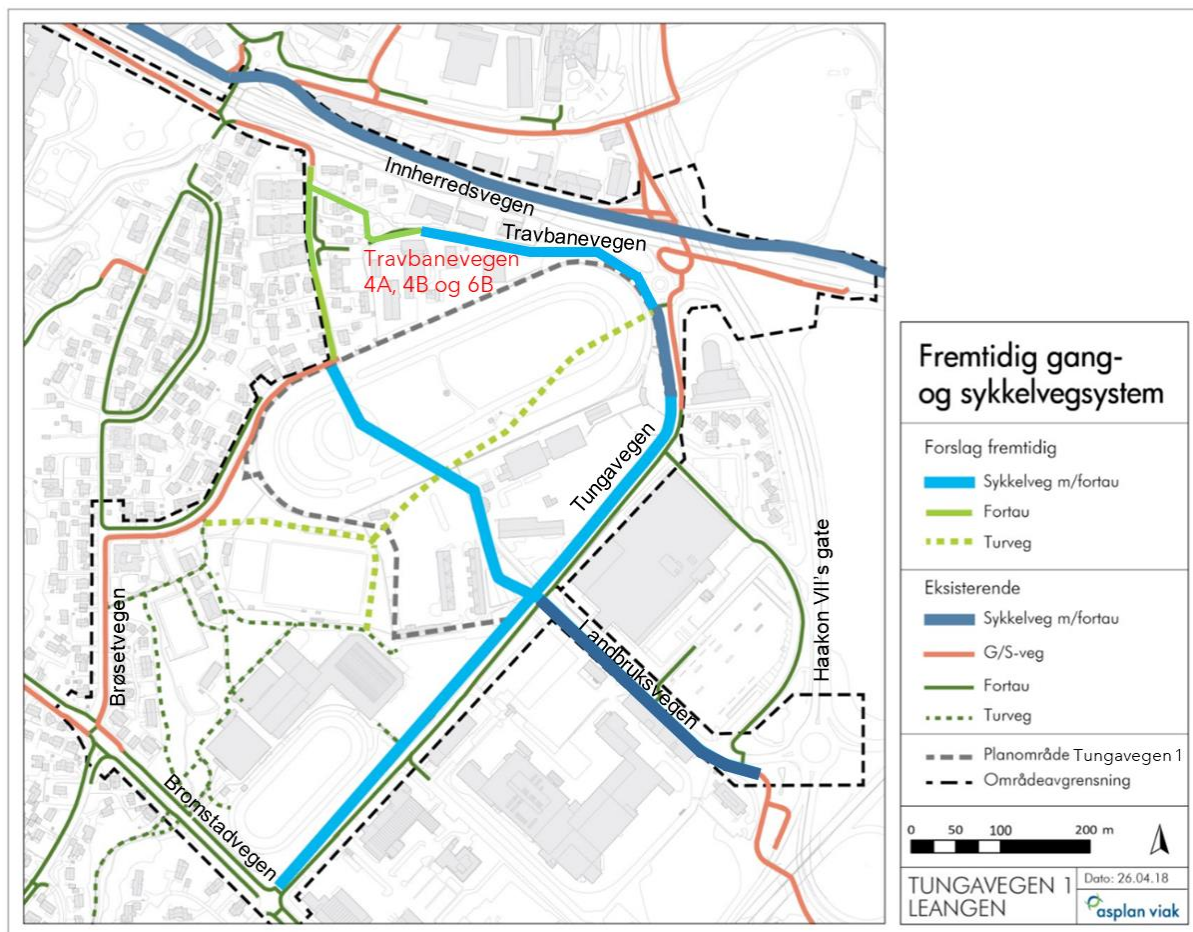 Innherredsvegen
Travbanevegen
Travbanevegen
4A, 4B og 6B
Tungavegen
Haakon VII's gate
Landbruksvegen
Brøsetvegen
Bromstadvegen
Fremtidig gang-
og sykkelvegsystem
Forslag fremtidig
Sykkelveg m/fortau
Fortau
Turveg
Eksisterende
Sykkelveg m/fortau
G/S-veg
Fortau
Turveg
Planområde Tungavegen 1
Områdeavgrensning
0 50 100 200 m
TUNGAVEGEN 1
LEANGEN
Dato: 26.04.18
asplan viak